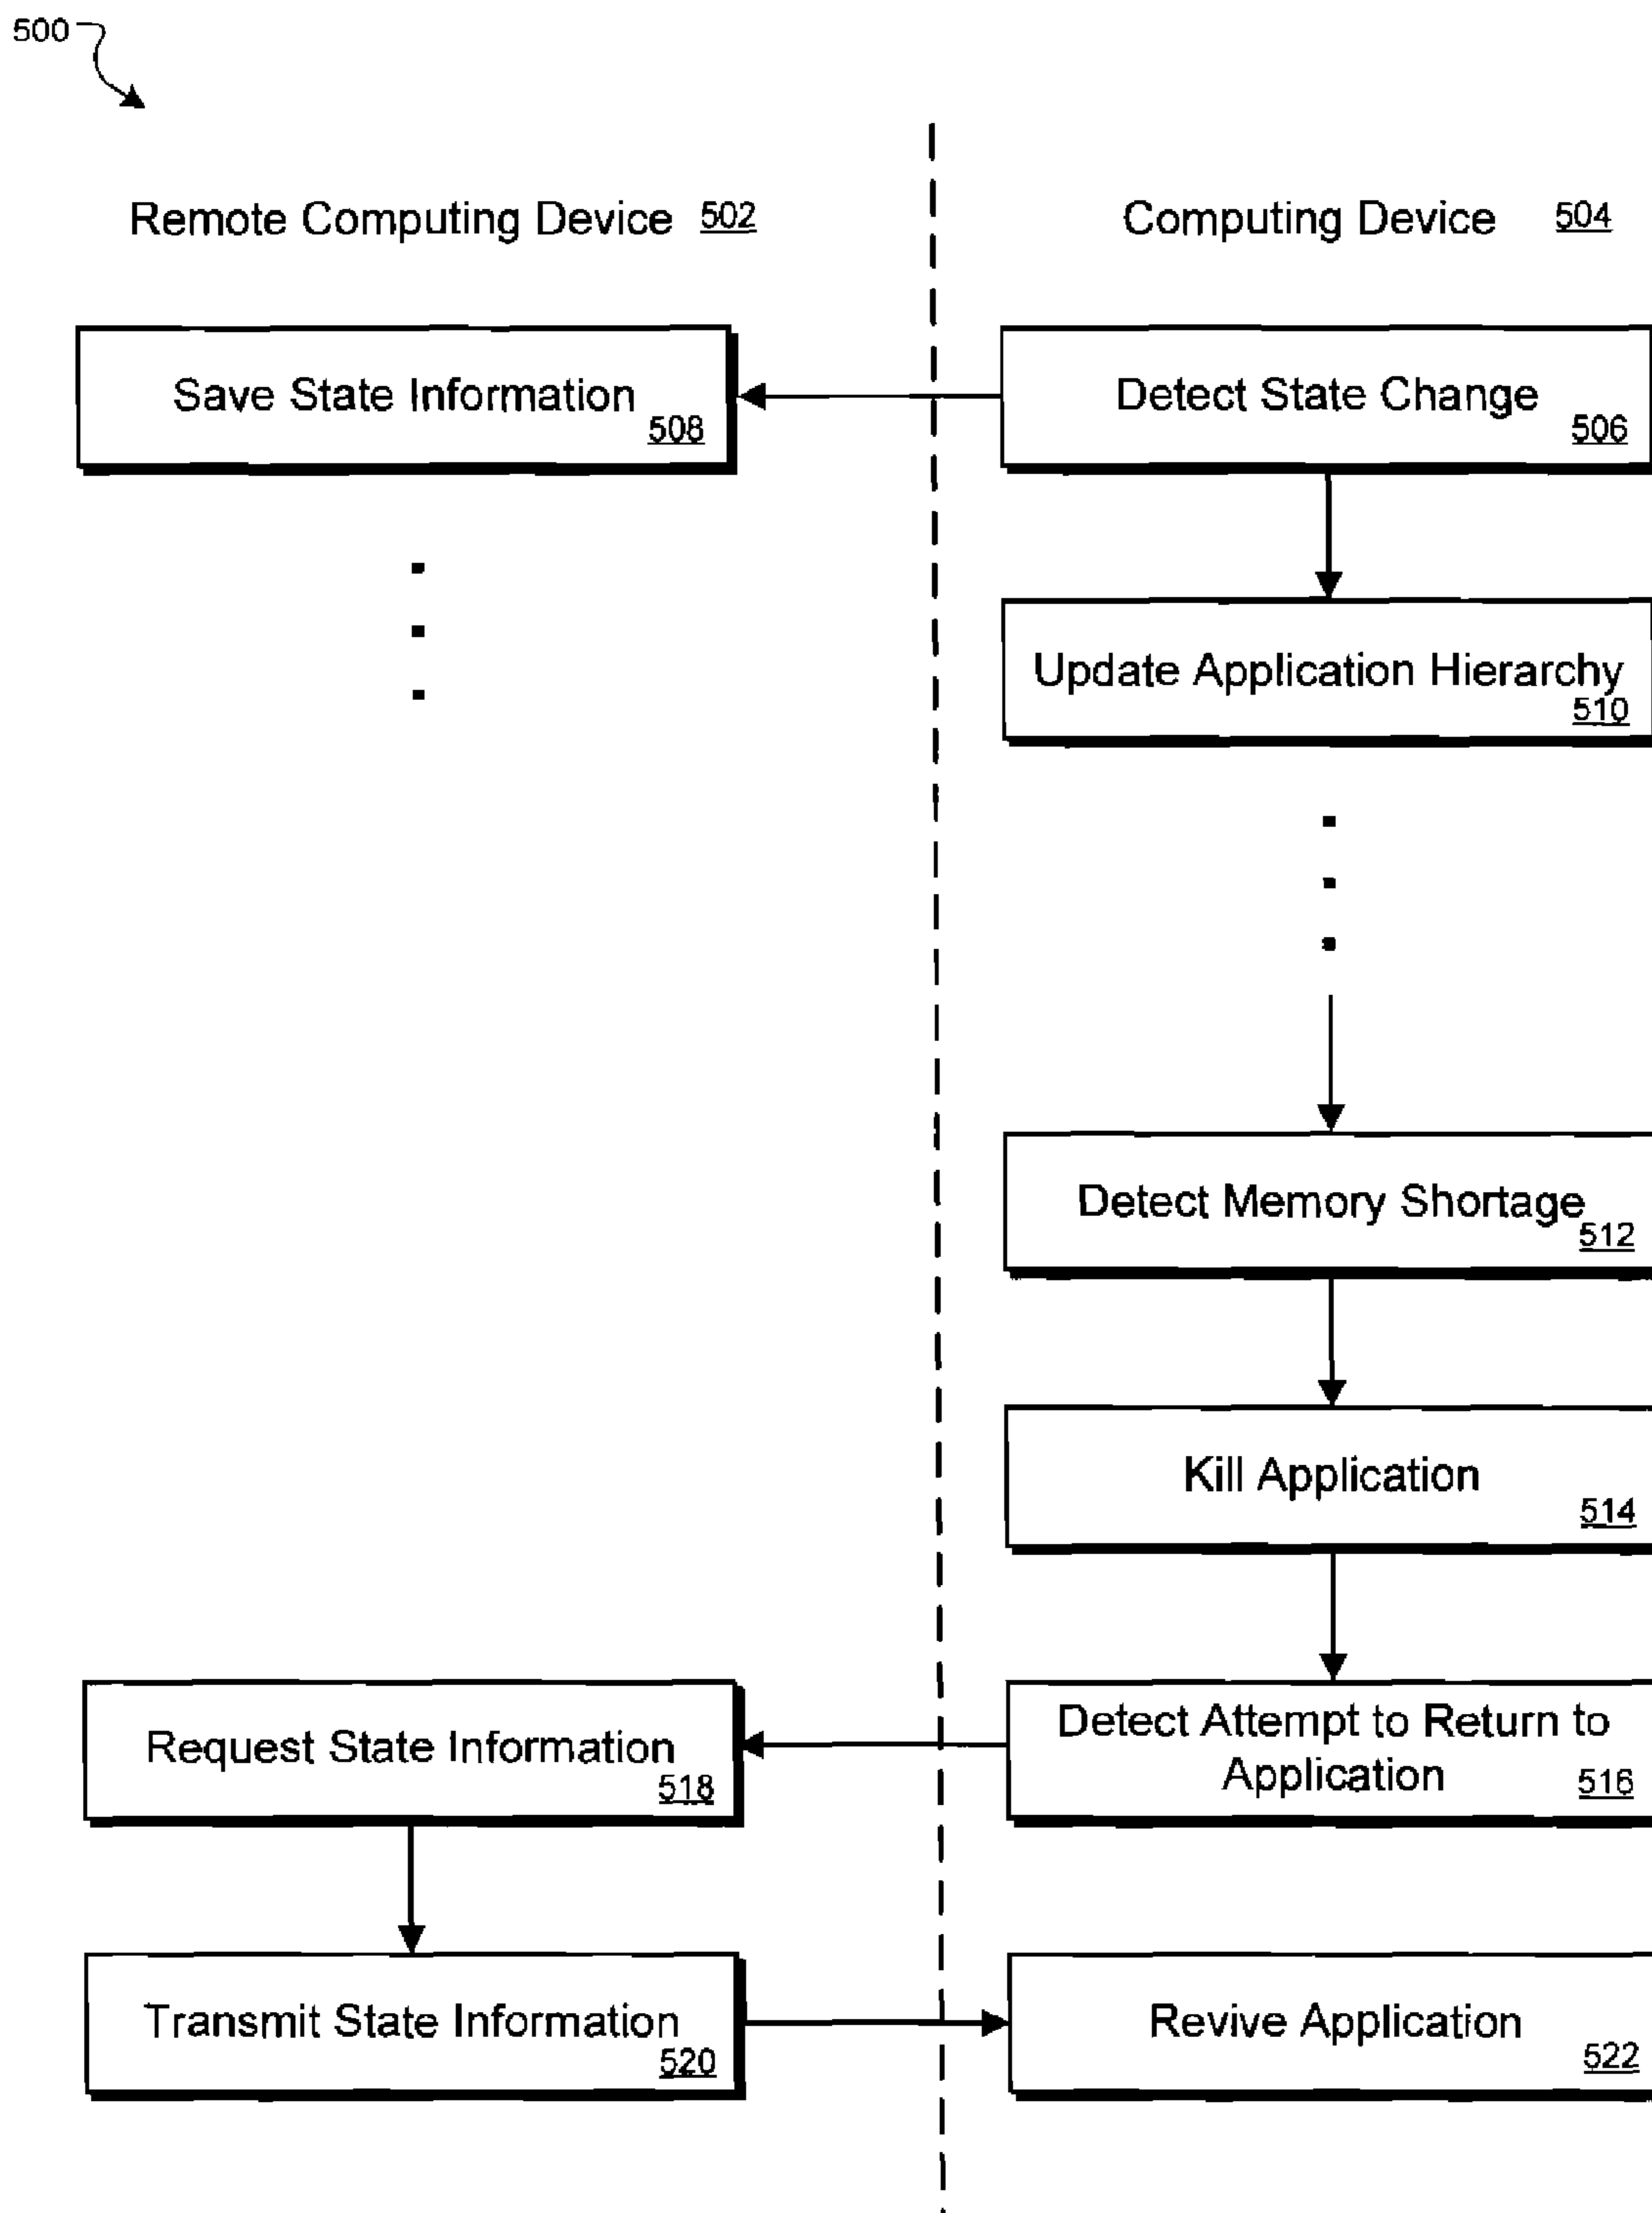 500
Remote Computing Device 502
Computing Device 504
Save State Information
508
Detect State Change
506
Update Application Hierarchy
510
Detect Memory Shortage
512
Kill Application
514
Detect Attempt to Return to
Application 516
Request State Information
518
Transmit State Information
520
Revive Application
522